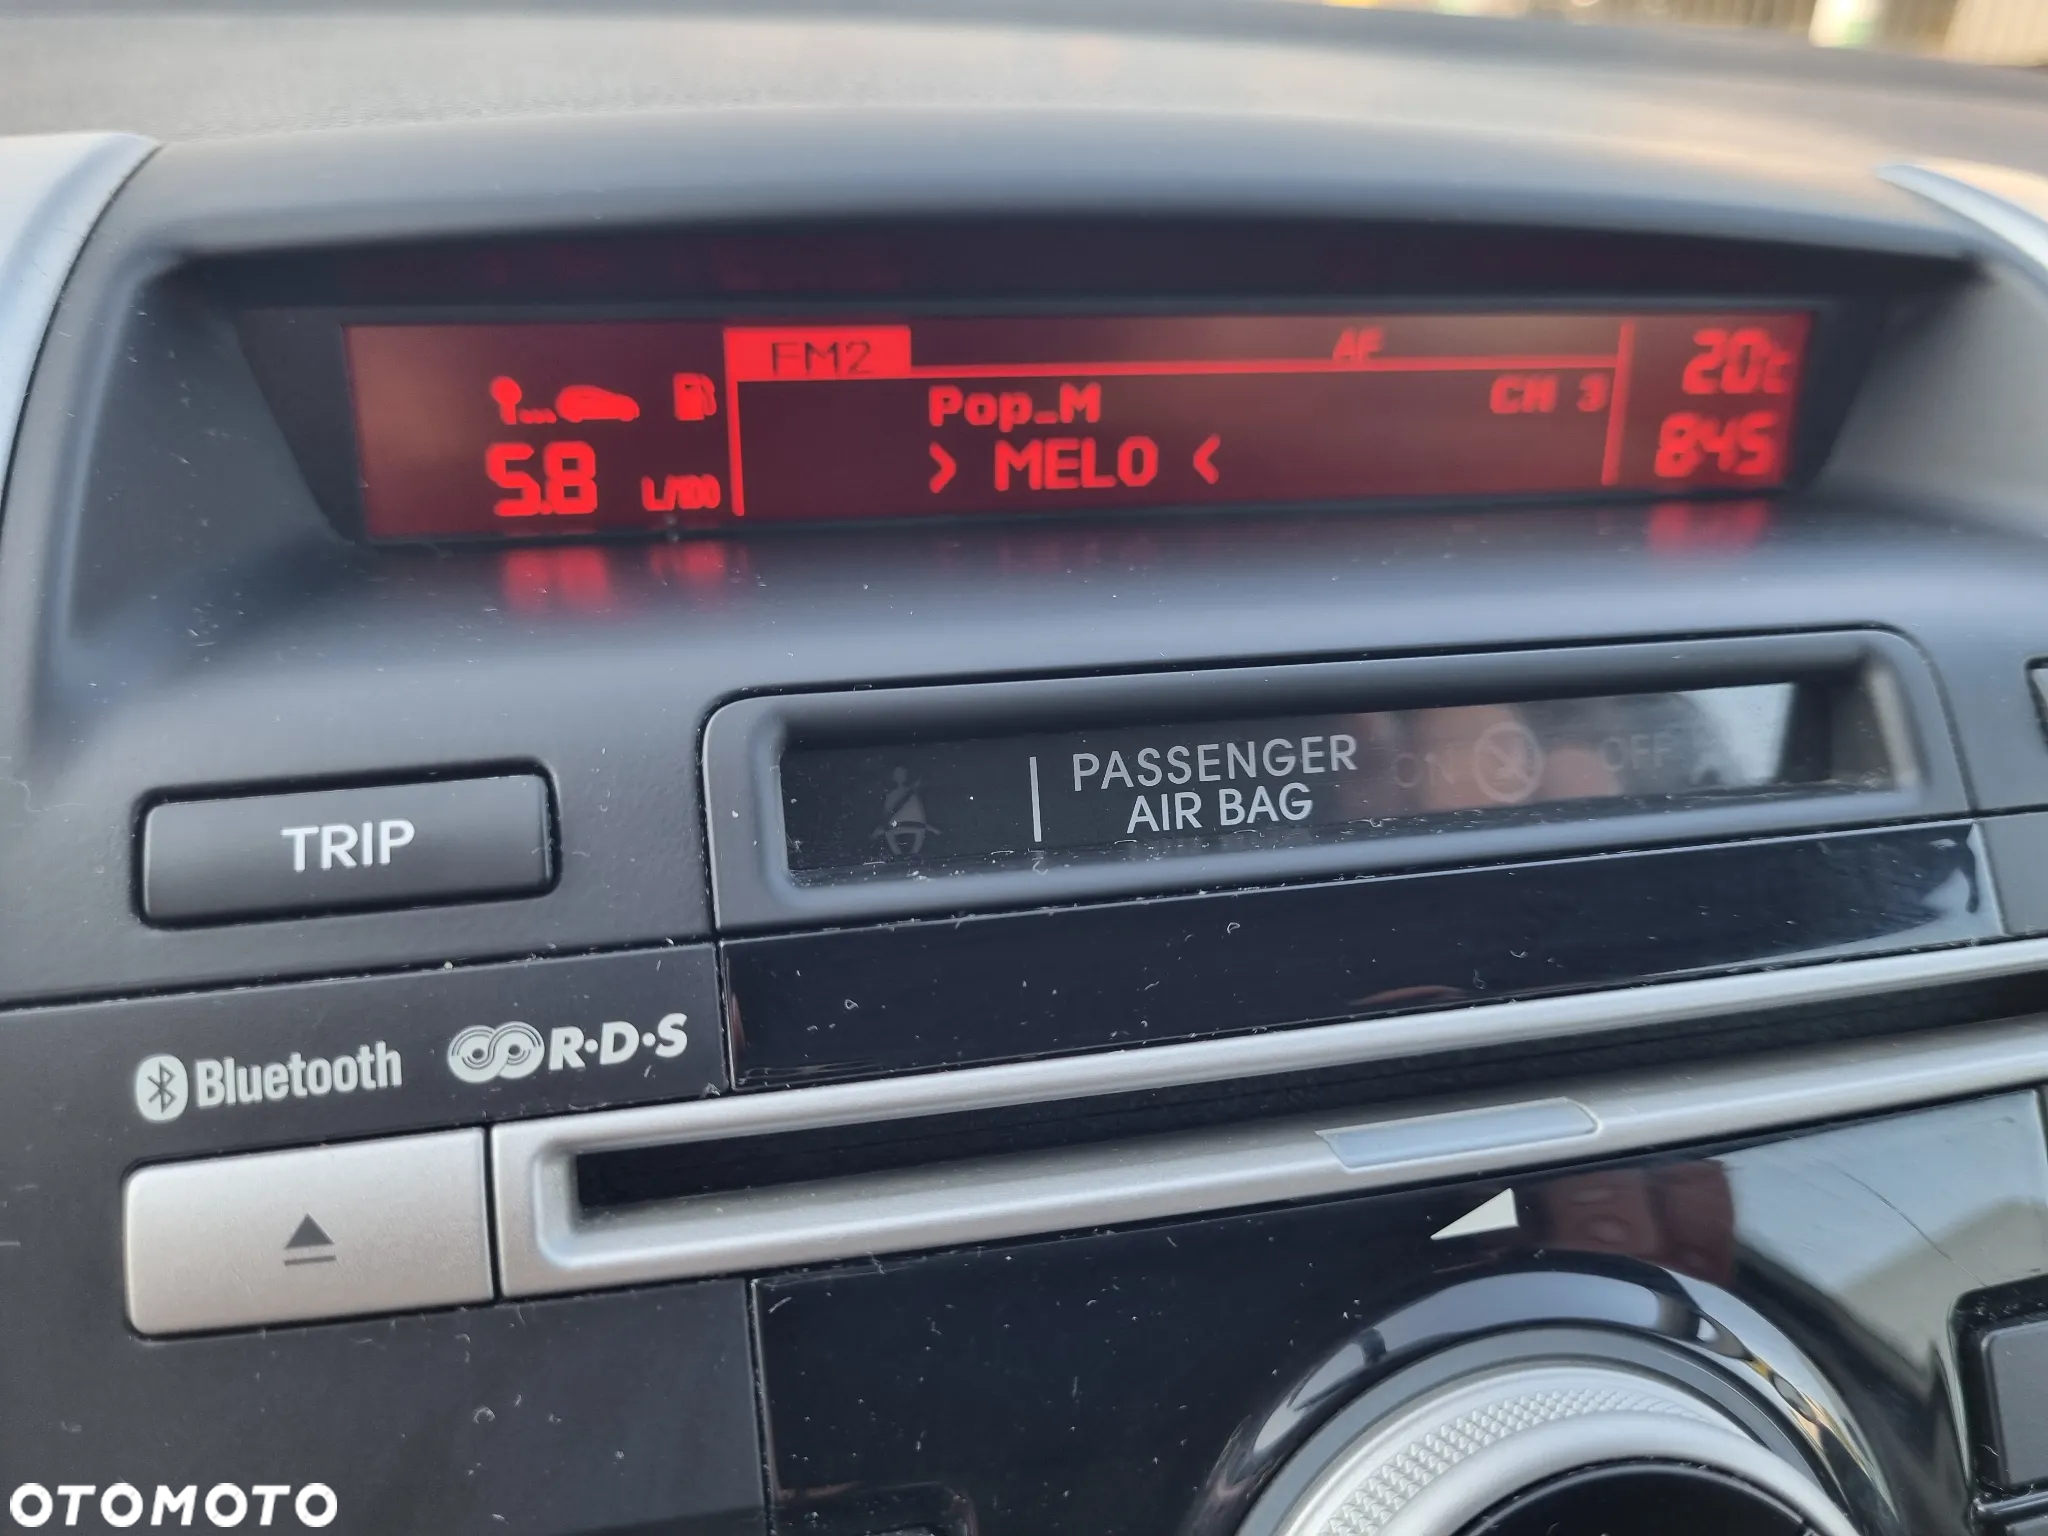 FM2
AF
20c
Pop_M
CH 3
5.8 L/100
> MELO <
845
PASSENGER
AIR BAG
ON
OFF
TRIP
Bluetooth
R·D·S
OTOMOTO